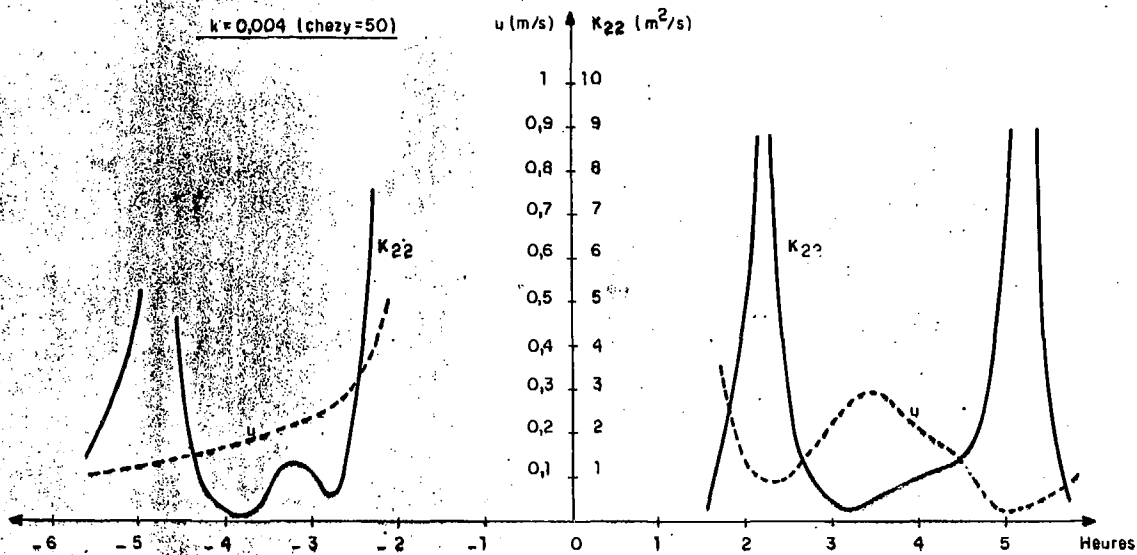 k = 0,004 (chezy=50)
u (m/s) K22 (m²/s)
1 10
0,9 9
0,8 8
0,7 7
0,6 6
0,5 5
0,4 4
0,3 3
0,2 2
0,1 1
K22
u
K22
u
-6 -5 -4 -3 -2 -1 0 1 2 3 4 5 Heures